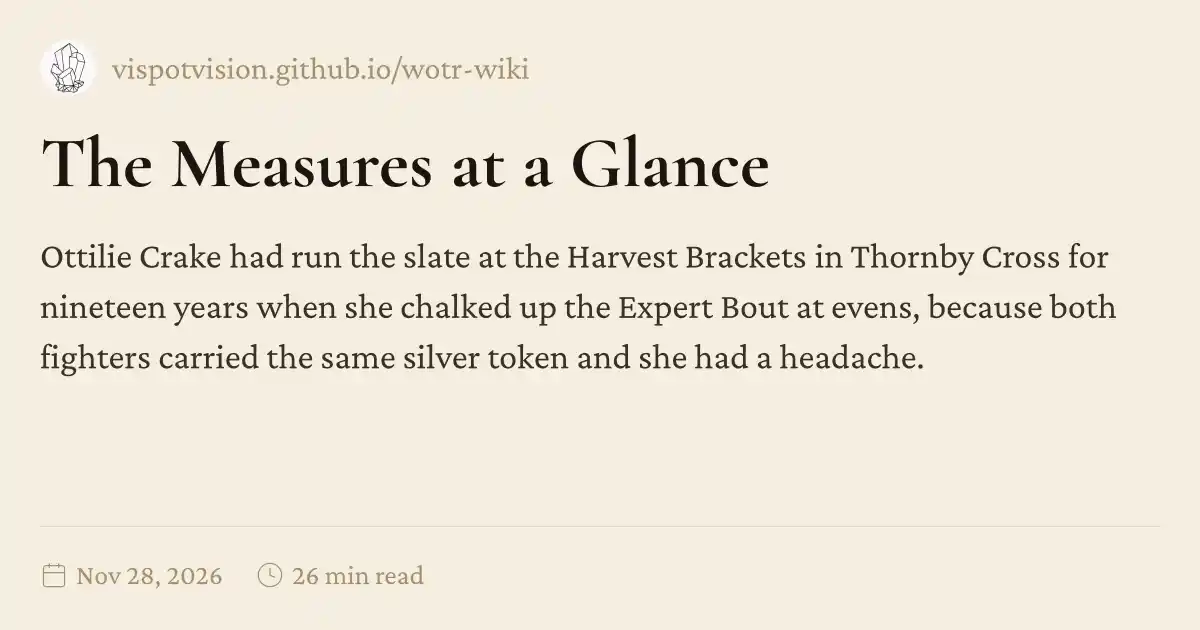 vispotvision.github.io/wotr-wiki
The Measures at a Glance
Ottilie Crake had run the slate at the Harvest Brackets in Thornby Cross for
nineteen years when she chalked up the Expert Bout at evens, because both
fighters carried the same silver token and she had a headache.
Nov 28, 2026
26 min read